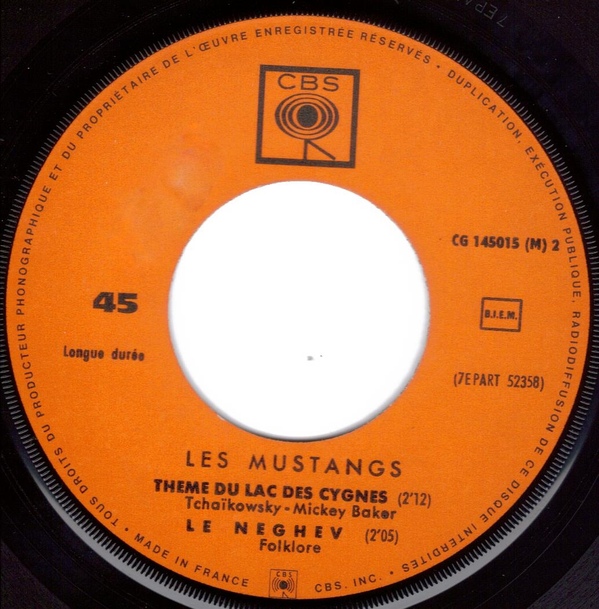 TOUS DROITS DU PRODUCTEUR PHONOGRAPHIQUE ET DU PROPRIÉTAIRE DE L'ŒUVRE ENREGISTRÉE RÉSERVÉS • DUPLICATION, EXÉCUTION PUBLIQUE, RADIODIFFUSION DE CE DISQUE INTERDITES •
CBS
CG 145015 (M) 2
45
B.I.E.M.
Longue durée
(7EPART 52358)
LES MUSTANGS
THEME DU LAC DES CYGNES (2'12)
Tchaïkowsky - Mickey Baker
LE NEGHEV (2'05)
Folklore
• MADE IN FRANCE
CBS
CBS. INC. •